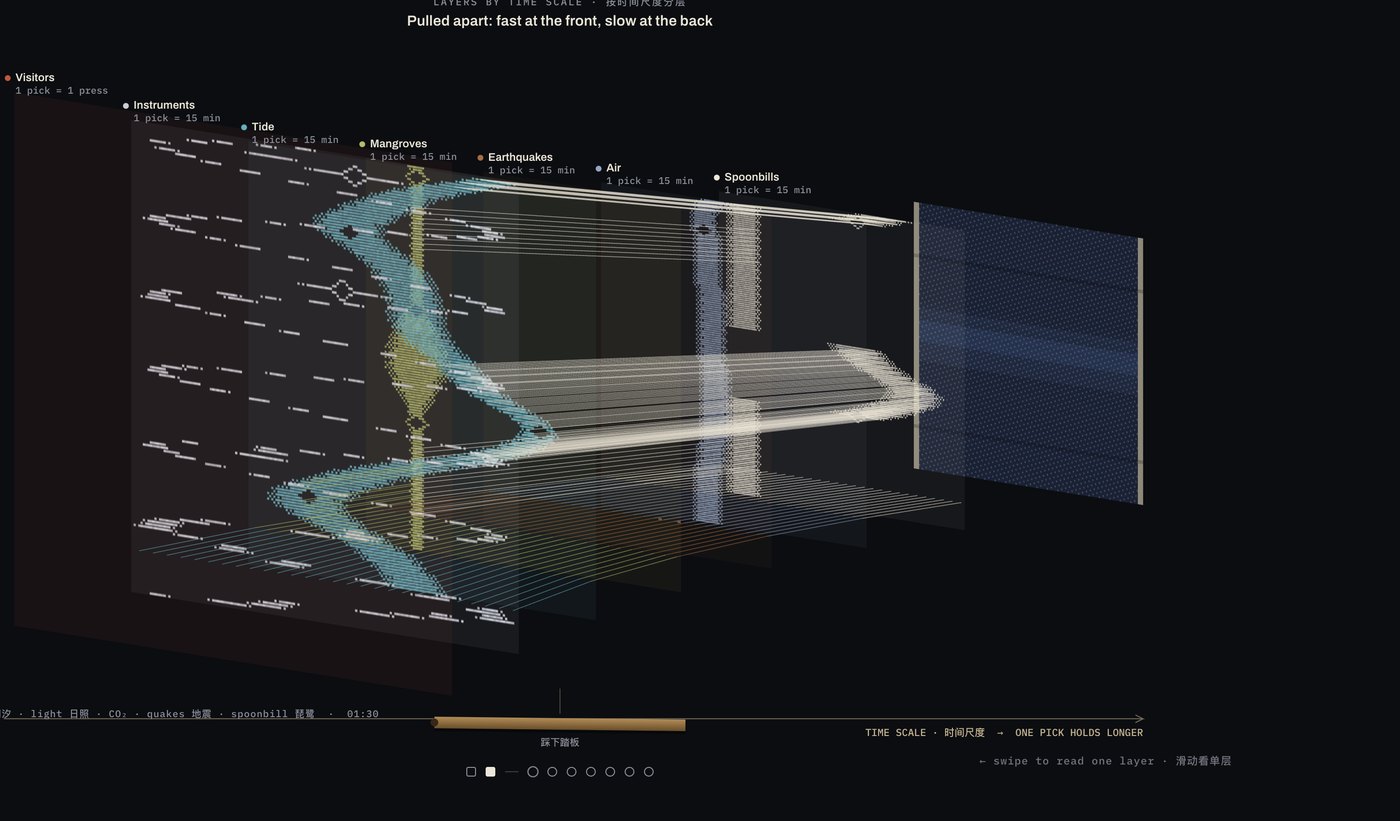 LAYERS BY TIME SCALE · 按时间尺度分层
Pulled apart: fast at the front, slow at the back
Visitors
1 pick = 1 press
Instruments
1 pick = 15 min
Tide
1 pick = 15 min
Mangroves
1 pick = 15 min
Earthquakes
1 pick = 15 min
Air
1 pick = 15 min
Spoonbills
1 pick = 15 min
汐 · light 日照 · CO₂ · quakes 地震 · spoonbill 琵鹭 · 01:30
踩下踏板
TIME SCALE · 时间尺度 → ONE PICK HOLDS LONGER
← swipe to read one layer · 滑动看单层